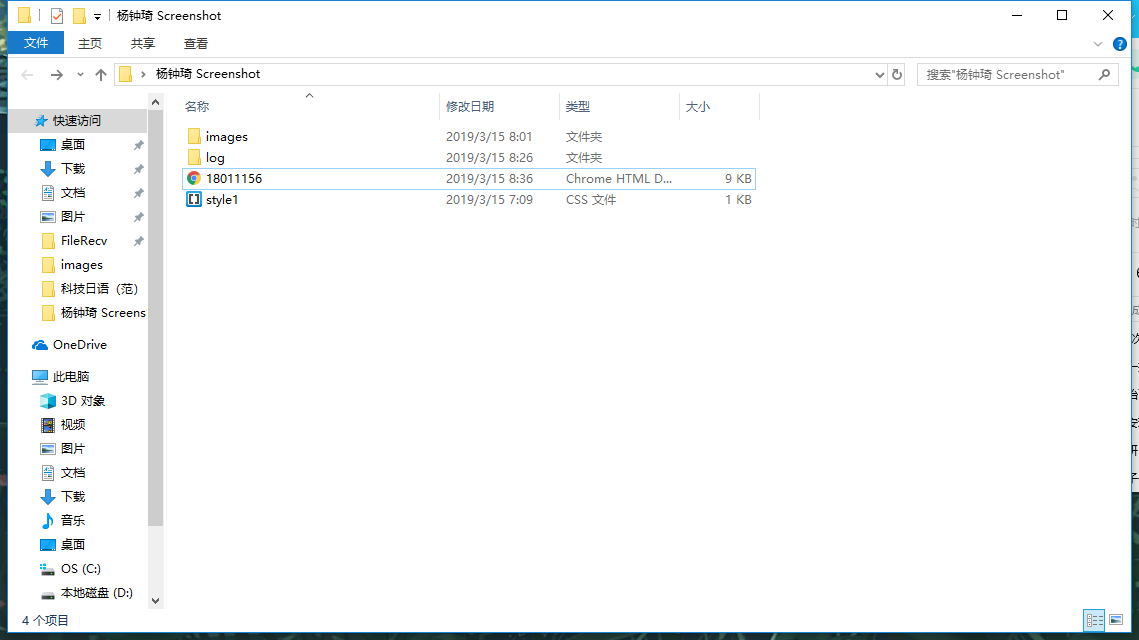 杨钟琦 Screenshot
文件 主页 共享 查看
杨钟琦 Screenshot 搜索"杨钟琦 Screenshot"
名称 修改日期 类型 大小
images 2019/3/15 8:01 文件夹
log 2019/3/15 8:26 文件夹
18011156 2019/3/15 8:36 Chrome HTML D... 9 KB
style1 2019/3/15 7:09 CSS 文件 1 KB
快速访问
桌面
下载
文档
图片
FileRecv
images
科技日语（范）
杨钟琦 Screens
OneDrive
此电脑
3D 对象
视频
图片
文档
下载
音乐
桌面
OS (C:)
本地磁盘 (D:)
4 个项目